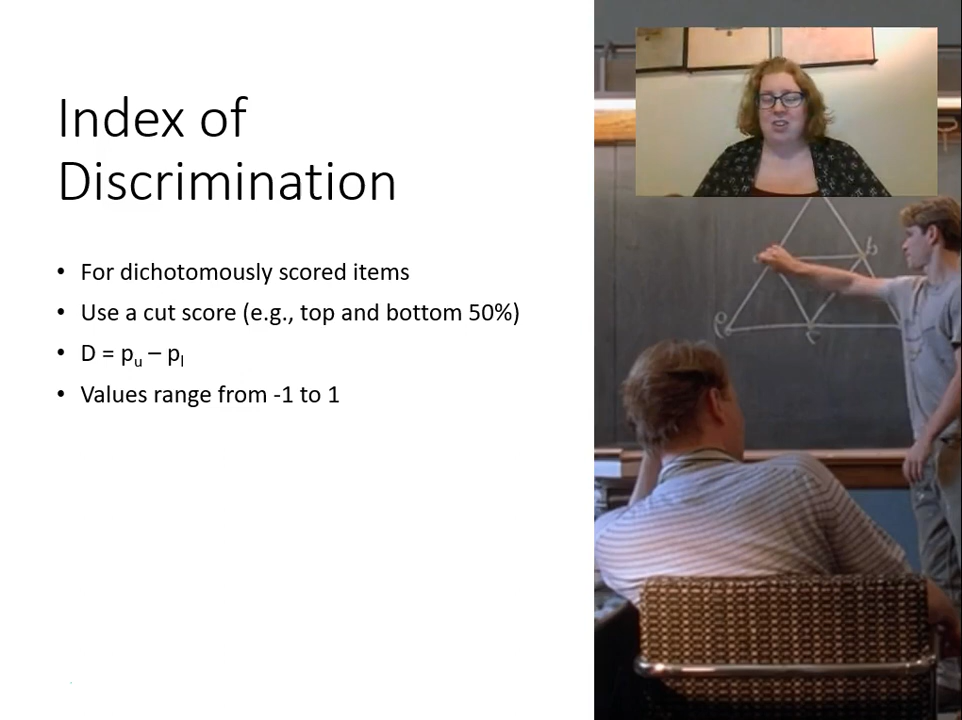 Index of
Discrimination
• For dichotomously scored items
• Use a cut score (e.g., top and bottom 50%)
• D = pᵤ – pₗ
• Values range from -1 to 1